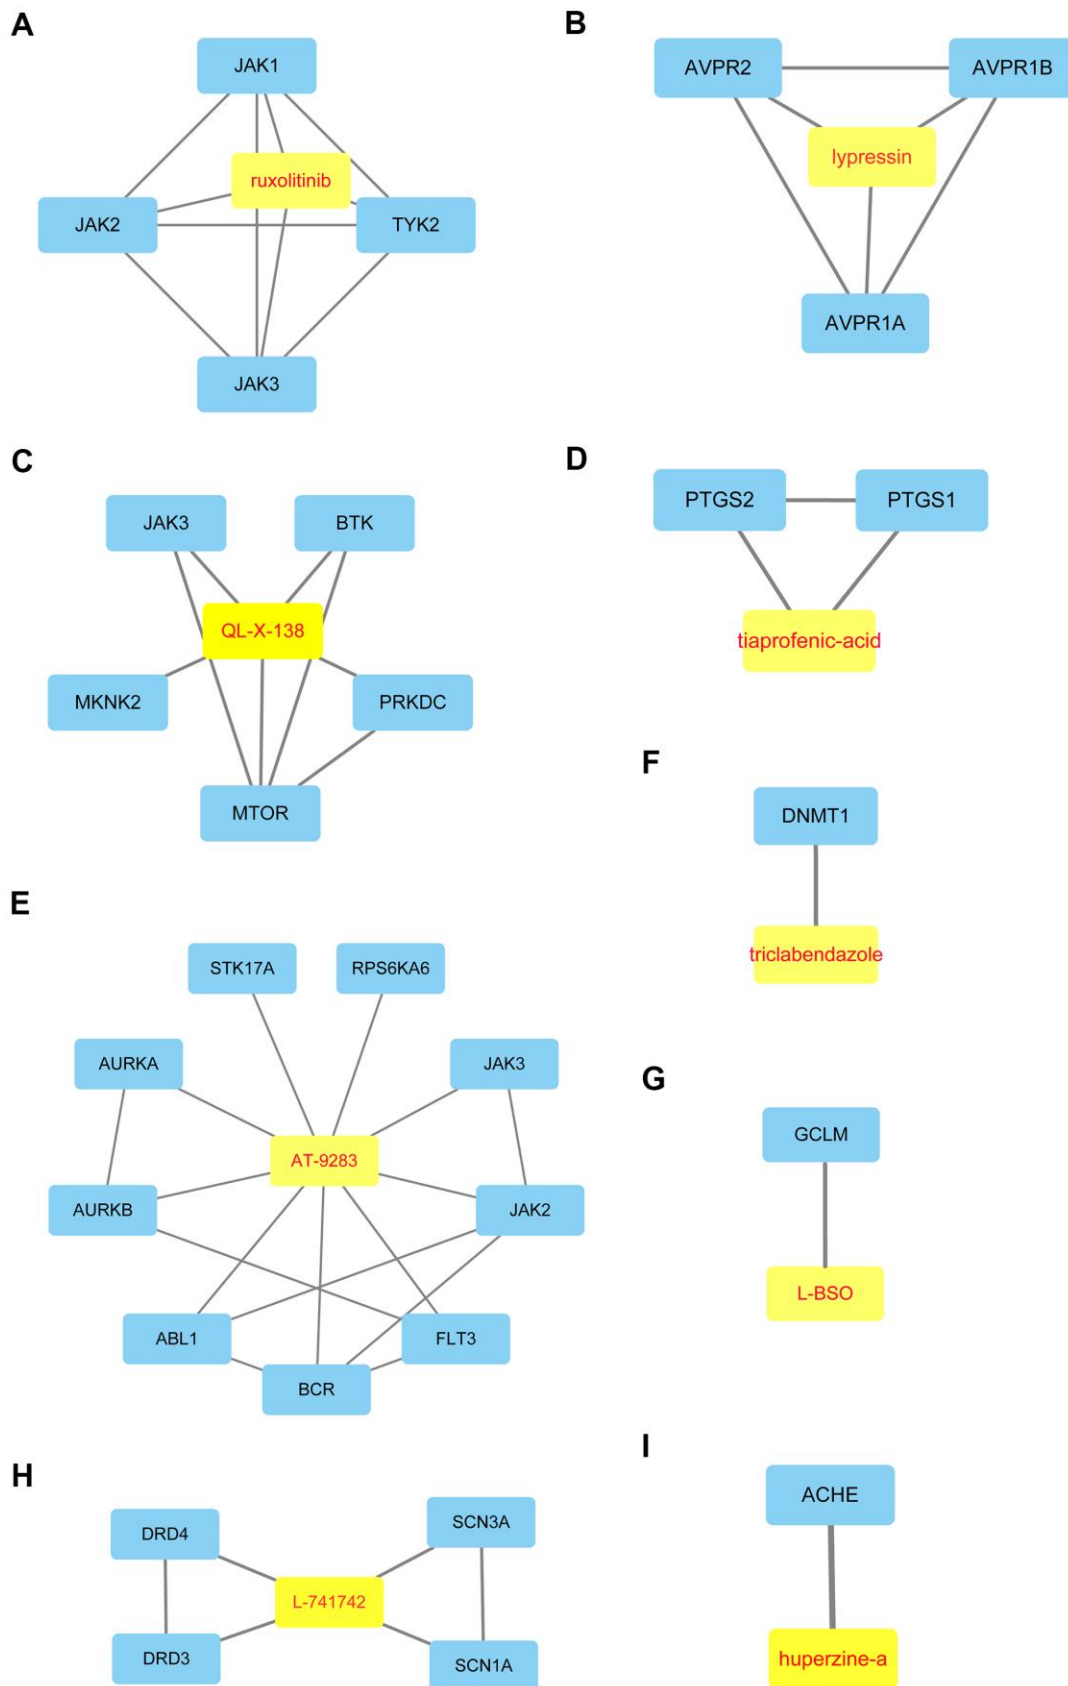 A
JAK1
ruxolitinib
JAK2
TYK2
JAK3
B
AVPR2
AVPR1B
lypressin
AVPR1A
C
JAK3
BTK
QL-X-138
MKNK2
PRKDC
MTOR
D
PTGS2
PTGS1
tiaprofenic-acid
E
STK17A
RPS6KA6
AURKA
JAK3
AT-9283
AURKB
JAK2
ABL1
FLT3
BCR
F
DNMT1
triclabendazole
G
GCLM
L-BSO
H
DRD4
SCN3A
L-741742
DRD3
SCN1A
I
ACHE
huperzine-a